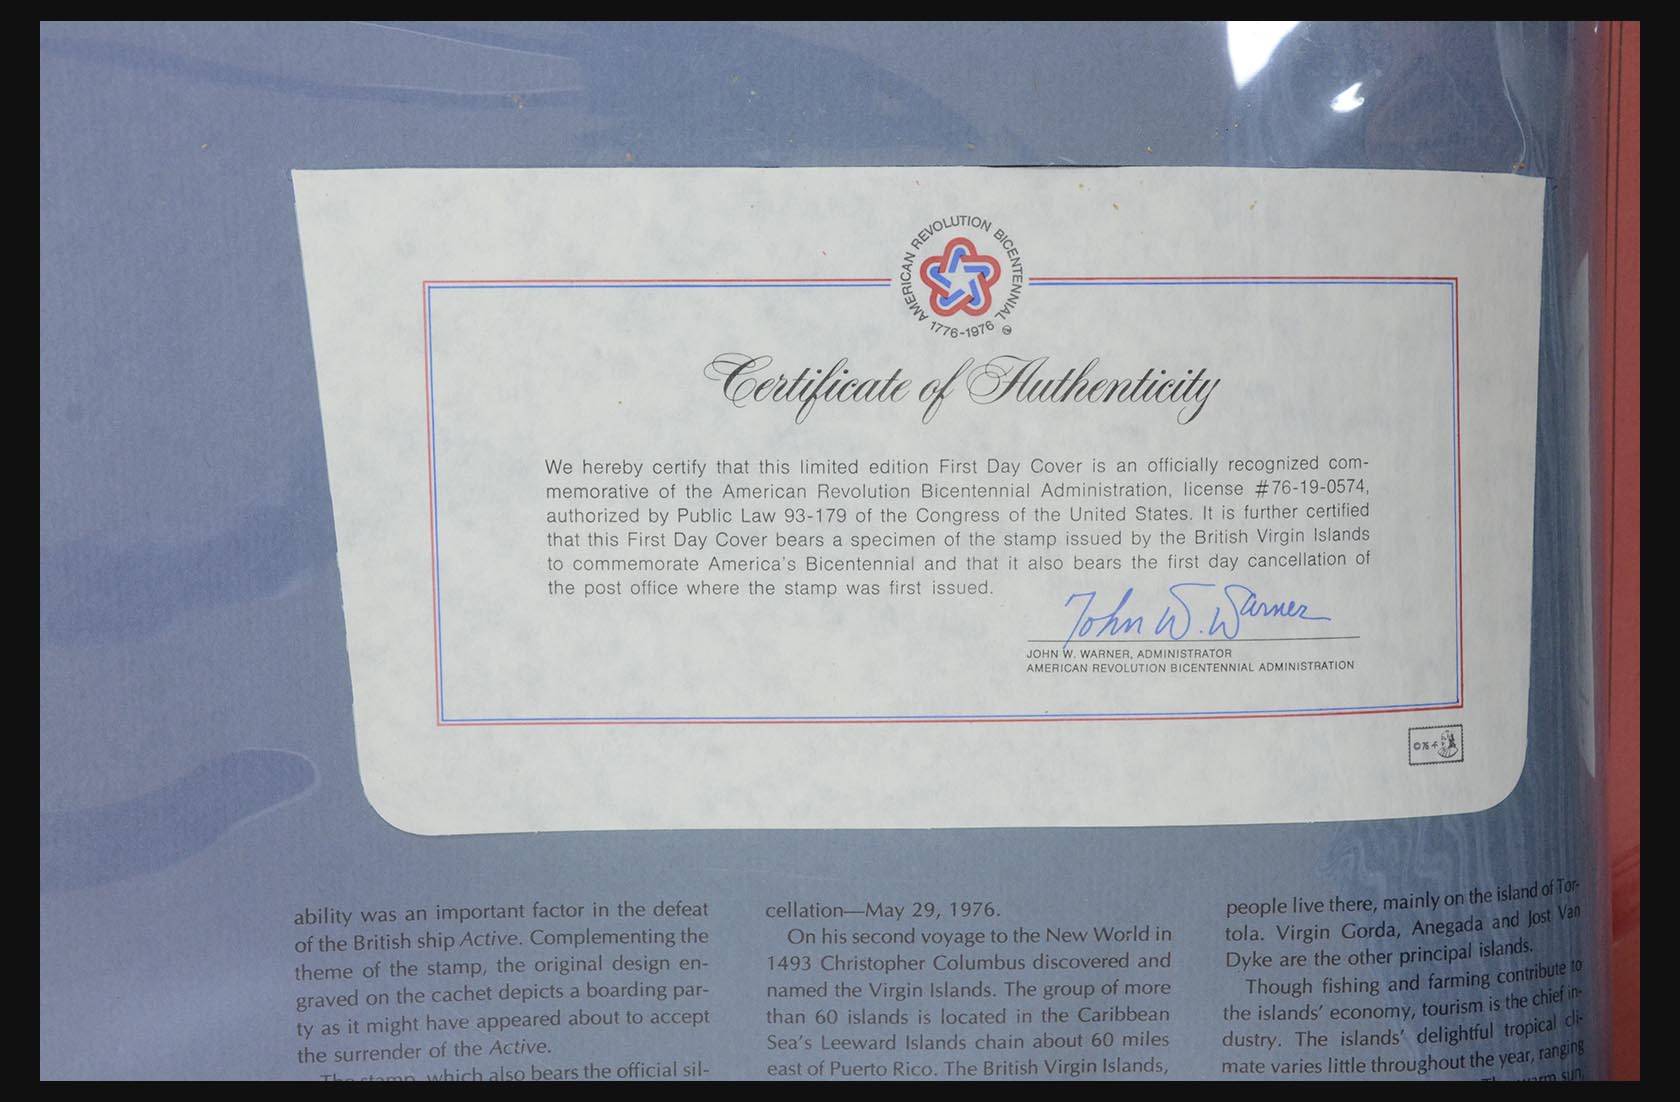 AMERICAN REVOLUTION BICENTENNIAL
1776-1976
Certificate of Authenticity
We hereby certify that this limited edition First Day Cover is an officially recognized com-
memorative of the American Revolution Bicentennial Administration, license #76-19-0574,
authorized by Public Law 93-179 of the Congress of the United States. It is further certified
that this First Day Cover bears a specimen of the stamp issued by the British Virgin Islands
to commemorate America's Bicentennial and that it also bears the first day cancellation of
the post office where the stamp was first issued.
John W. Warner
JOHN W. WARNER, ADMINISTRATOR
AMERICAN REVOLUTION BICENTENNIAL ADMINISTRATION
©76
ability was an important factor in the defeat
of the British ship Active. Complementing the
theme of the stamp, the original design en-
graved on the cachet depicts a boarding par-
ty as it might have appeared about to accept
the surrender of the Active.
The stamp, which also bears the official sil-
cellation—May 29, 1976.
On his second voyage to the New World in
1493 Christopher Columbus discovered and
named the Virgin Islands. The group of more
than 60 islands is located in the Caribbean
Sea's Leeward Islands chain about 60 miles
east of Puerto Rico. The British Virgin Islands,
people live there, mainly on the island of Tor-
tola. Virgin Gorda, Anegada and Jost Van
Dyke are the other principal islands.
Though fishing and farming contribute to
the islands' economy, tourism is the chief in-
dustry. The islands' delightful tropical cli-
mate varies little throughout the year, ranging
sun,